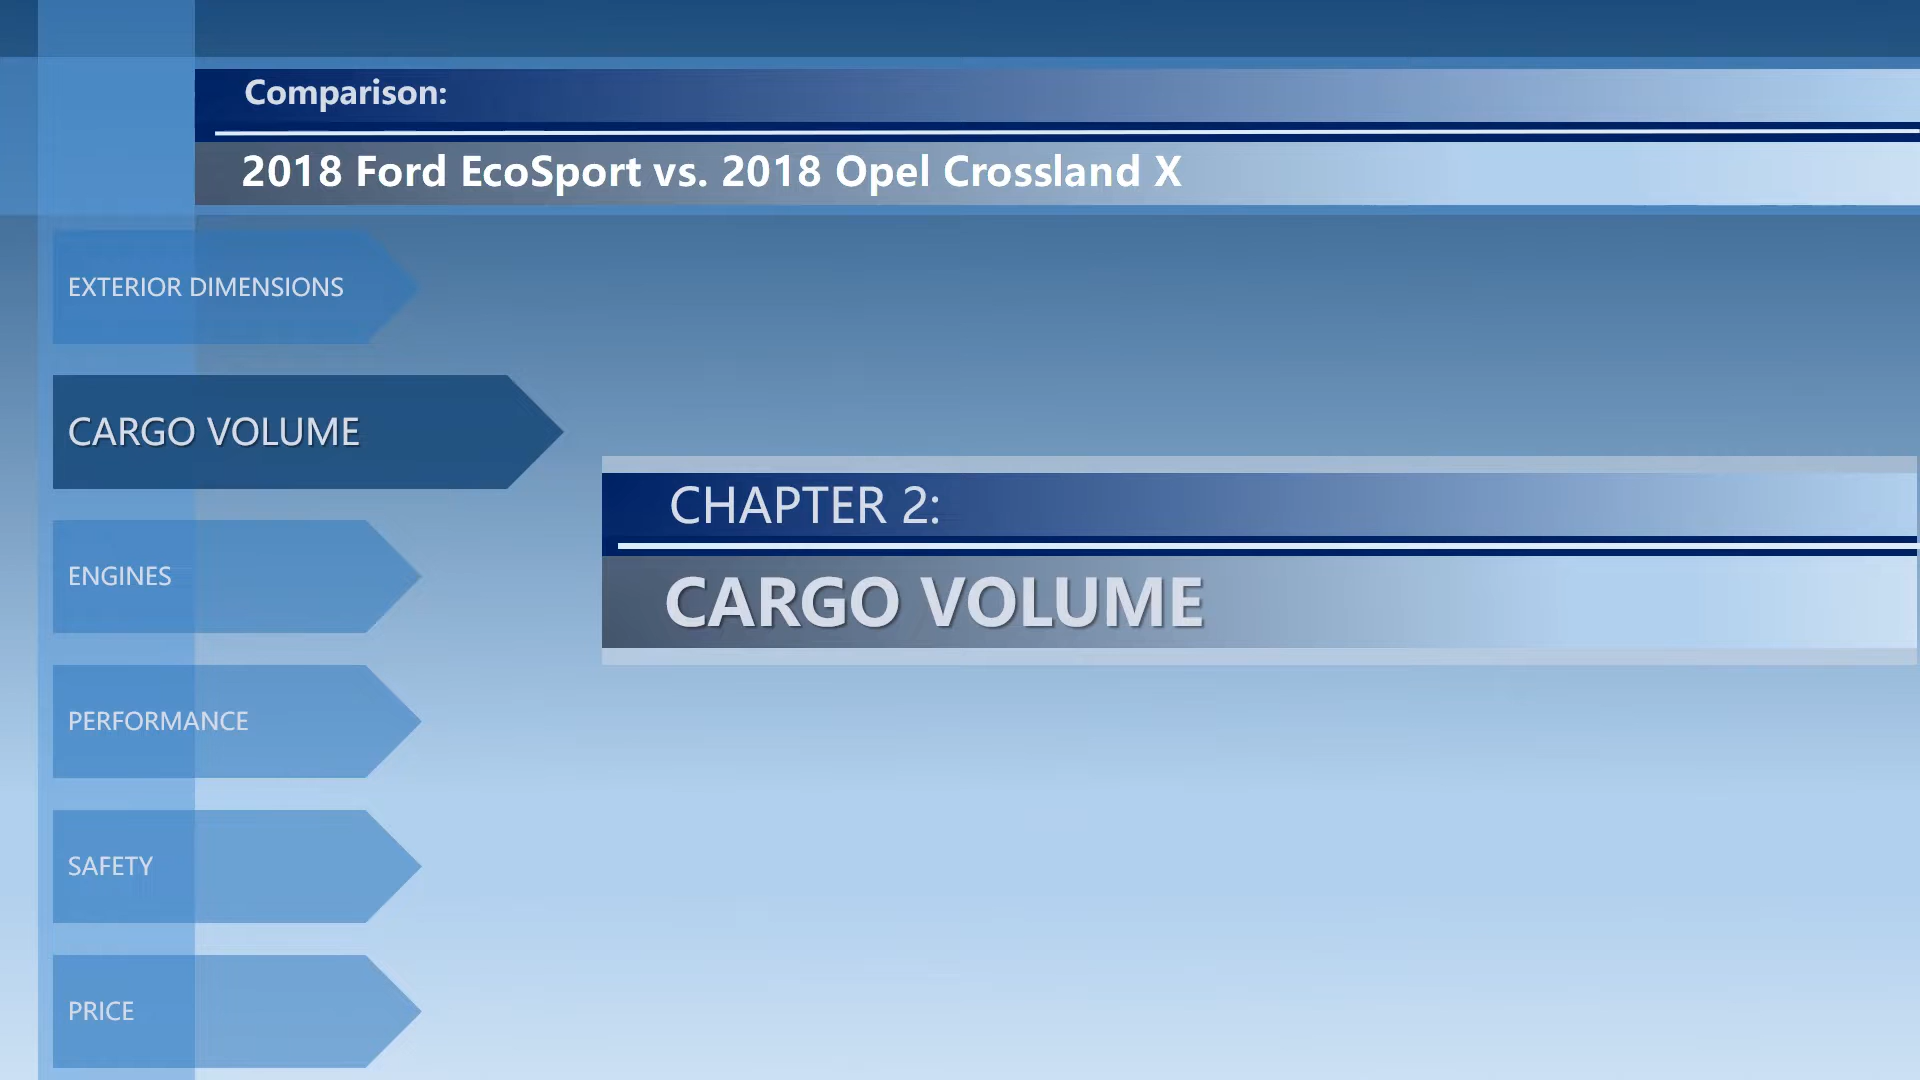 Comparison:
2018 Ford EcoSport vs. 2018 Opel Crossland X
EXTERIOR DIMENSIONS
CARGO VOLUME
ENGINES
PERFORMANCE
SAFETY
PRICE
CHAPTER 2:
CARGO VOLUME